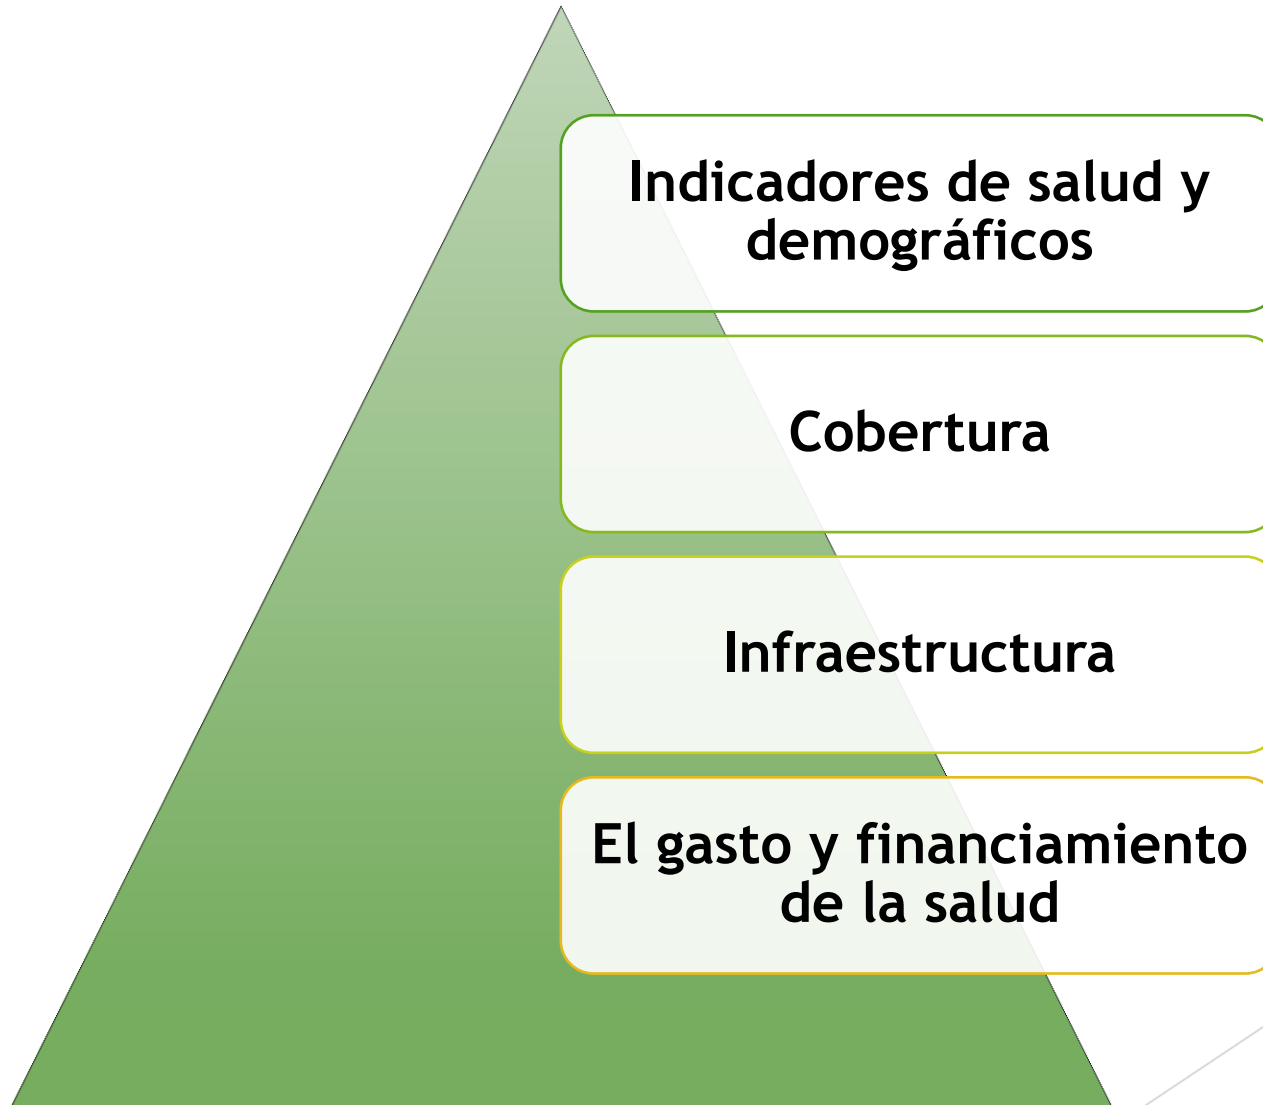 Indicadores de salud y
demográficos
Cobertura
Infraestructura
El gasto y financiamiento
de la salud